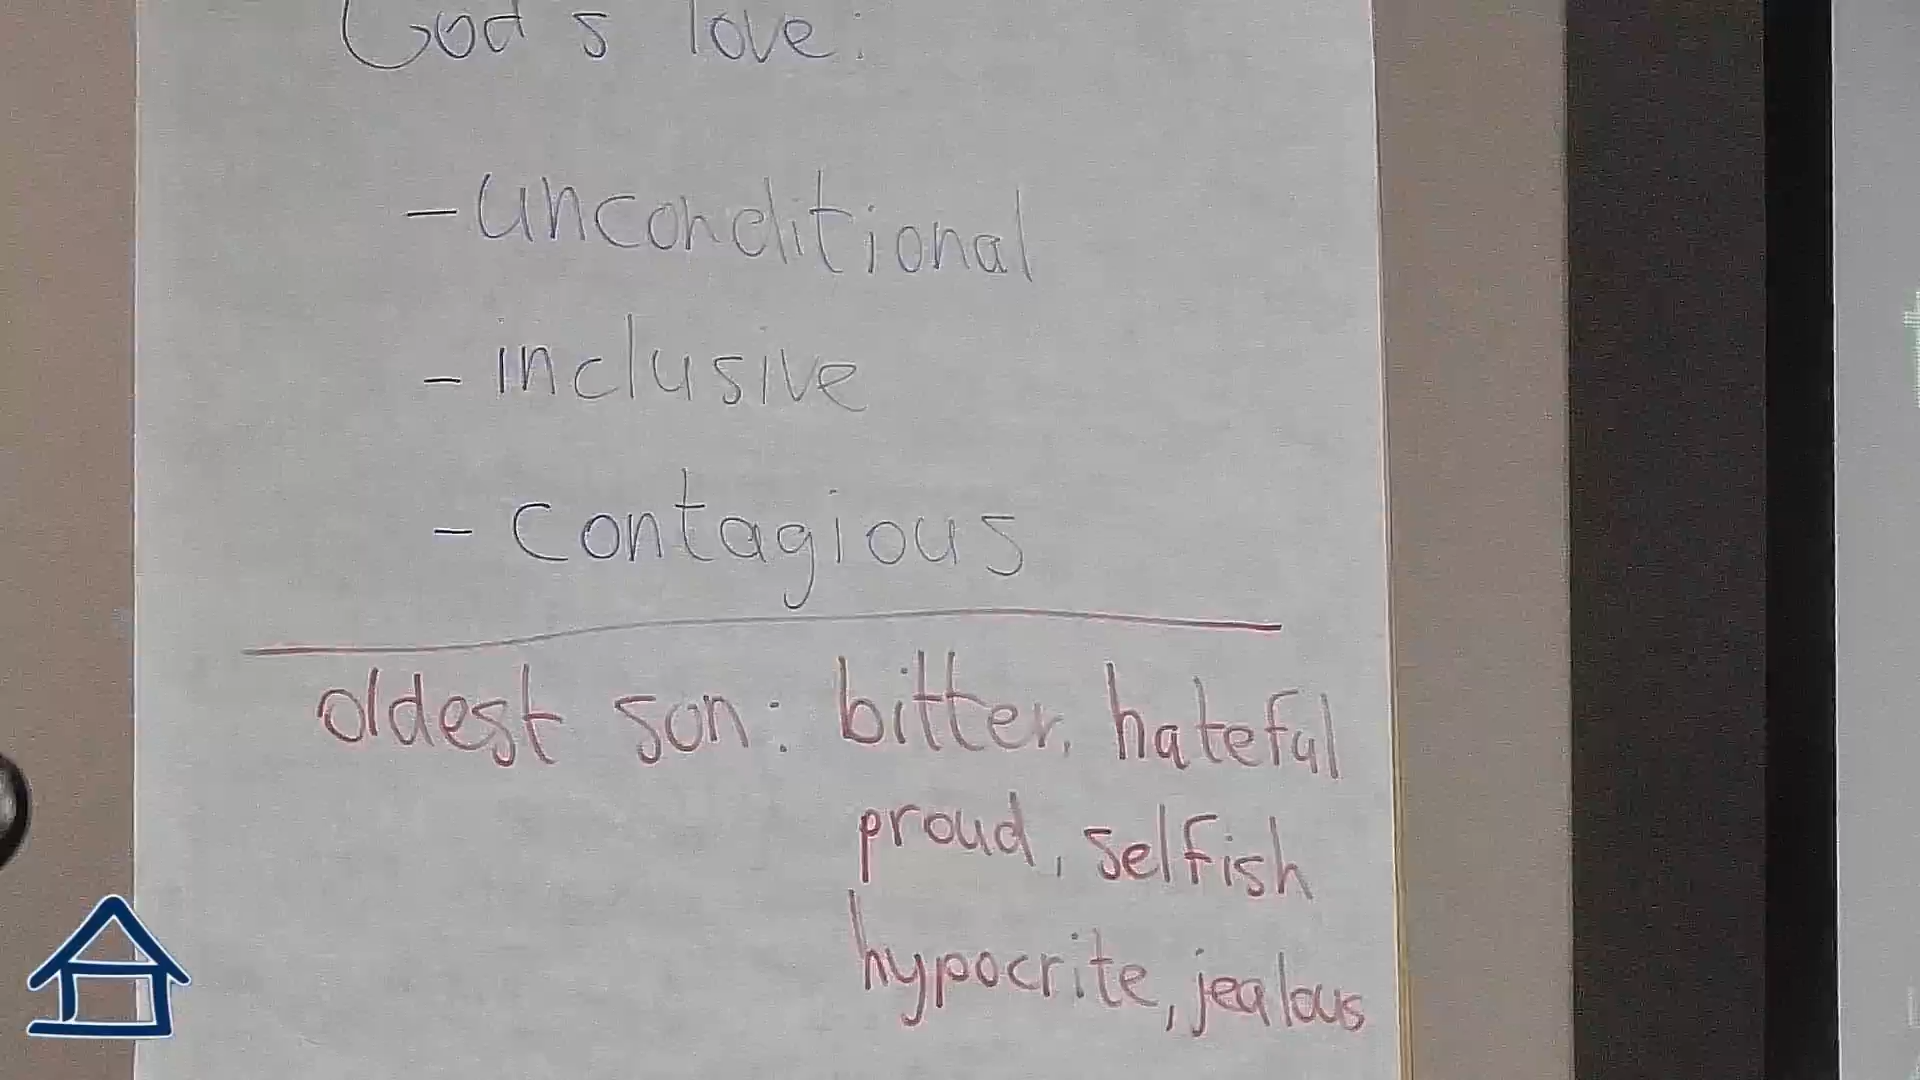 God's love:
- unconditional
- inclusive
- contagious
oldest son: bitter, hateful
proud, selfish
hypocrite, jealous